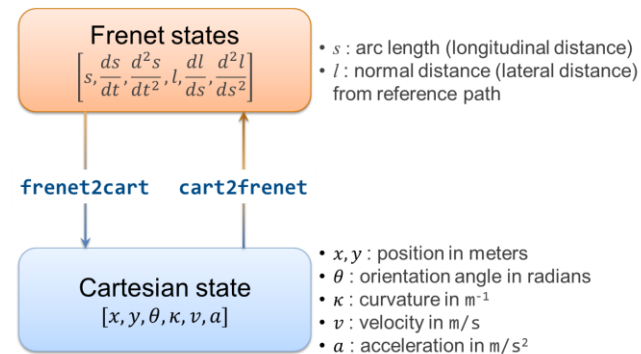 Frenet states
[s, ds/dt, d²s/dt², l, dl/ds, d²l/ds²]
• s : arc length (longitudinal distance)
• l : normal distance (lateral distance)
from reference path
frenet2cart cart2frenet
Cartesian state
[x, y, θ, κ, v, a]
• x, y : position in meters
• θ : orientation angle in radians
• κ : curvature in m⁻¹
• v : velocity in m/s
• a : acceleration in m/s²